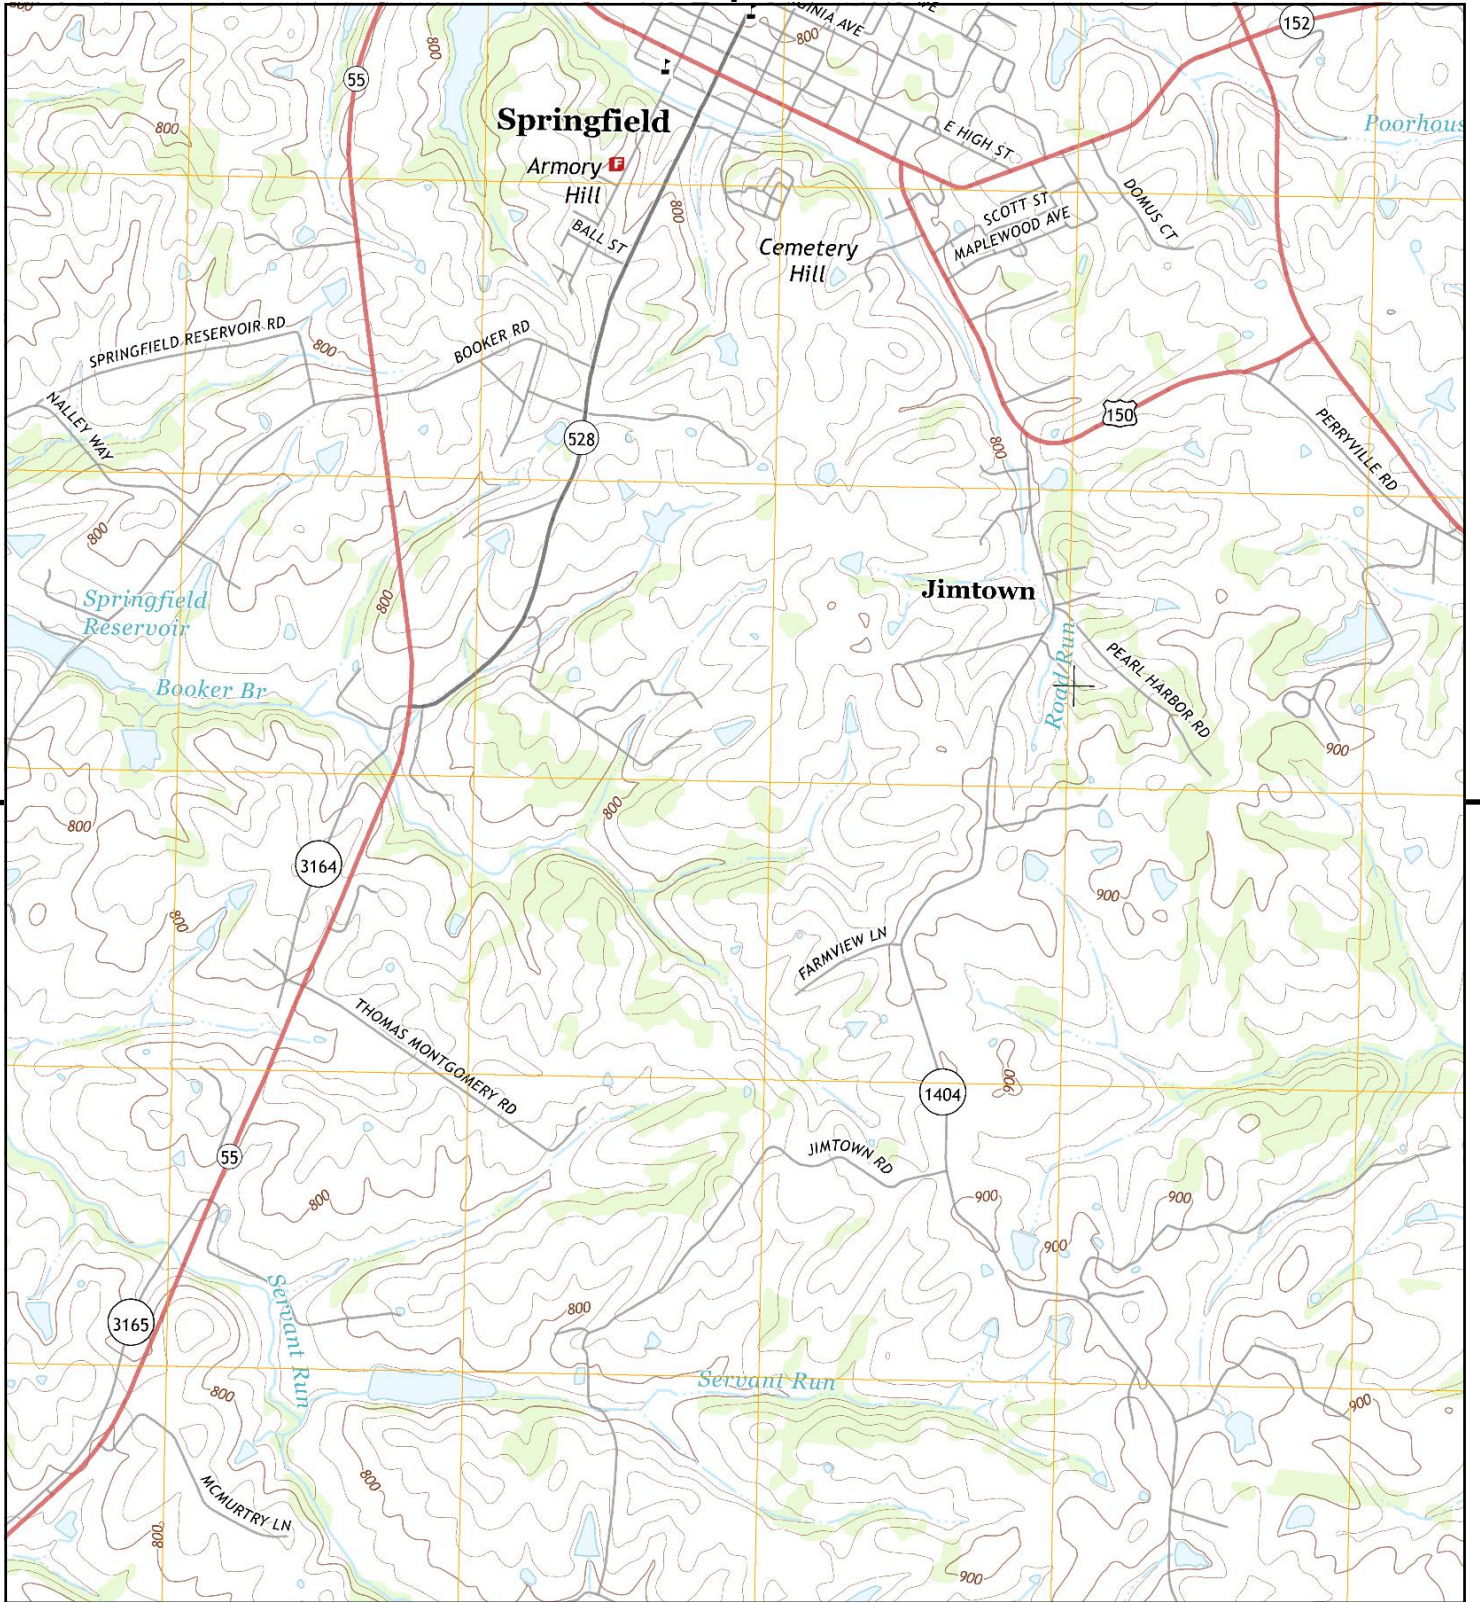 800
152
VIRGINIA AVE
800
800
55
Poorhous
Springfield
800
E HIGH ST
Armory
Hill
F
DOMUS CT
SCOTT ST
800
MAPLEWOOD AVE
BALL ST
Cemetery
Hill
SPRINGFIELD RESERVOIR RD
BOOKER RD
800
NALLEY WAY
150
PERRYVILLE RD
528
800
800
Jimtown
Springfield
Reservoir
800
Road Run
PEARL HARBOR RD
Booker Br
900
800
800
3164
900
800
FARMVIEW LN
THOMAS MONTGOMERY RD
900
1404
55
JIMTOWN RD
800
900
900
900
Servant Run
800
3165
Servant Run
800
900
800
MCMURTRY LN
800
900